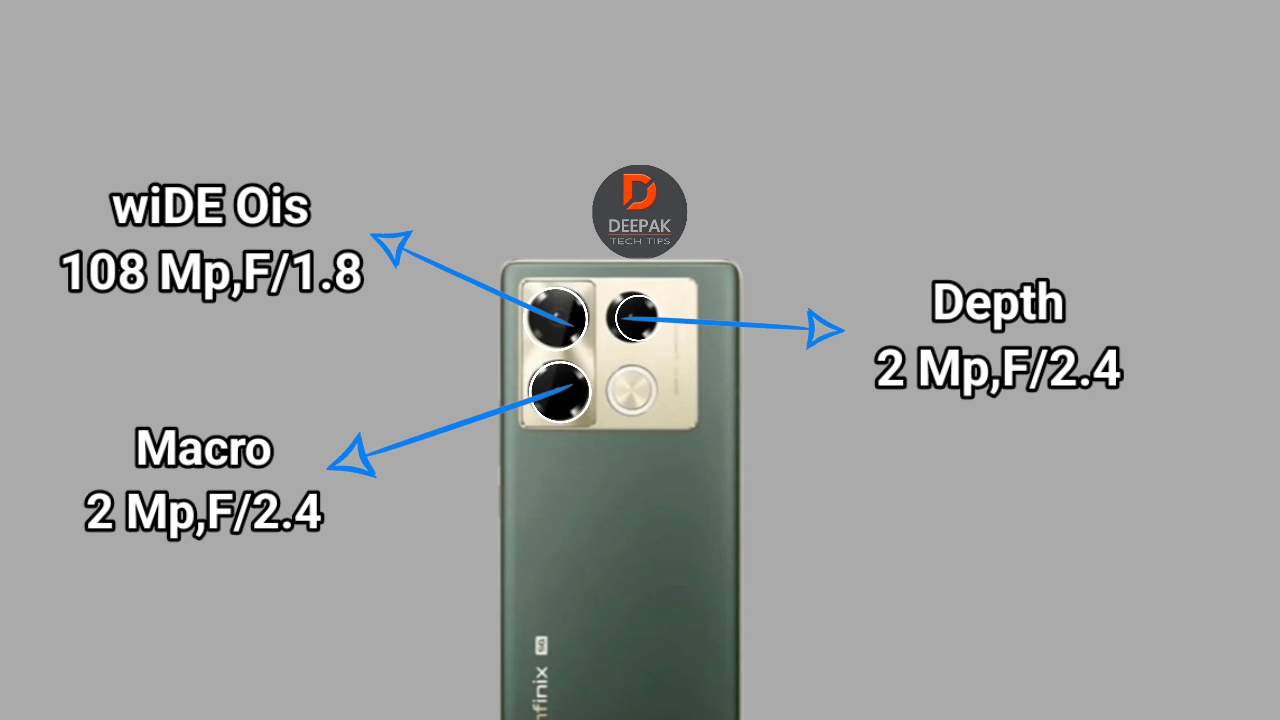 wiDE Ois
108 Mp,F/1.8
DEEPAK
TECH TIPS
Depth
2 Mp,F/2.4
Macro
2 Mp,F/2.4
nfinix 5G